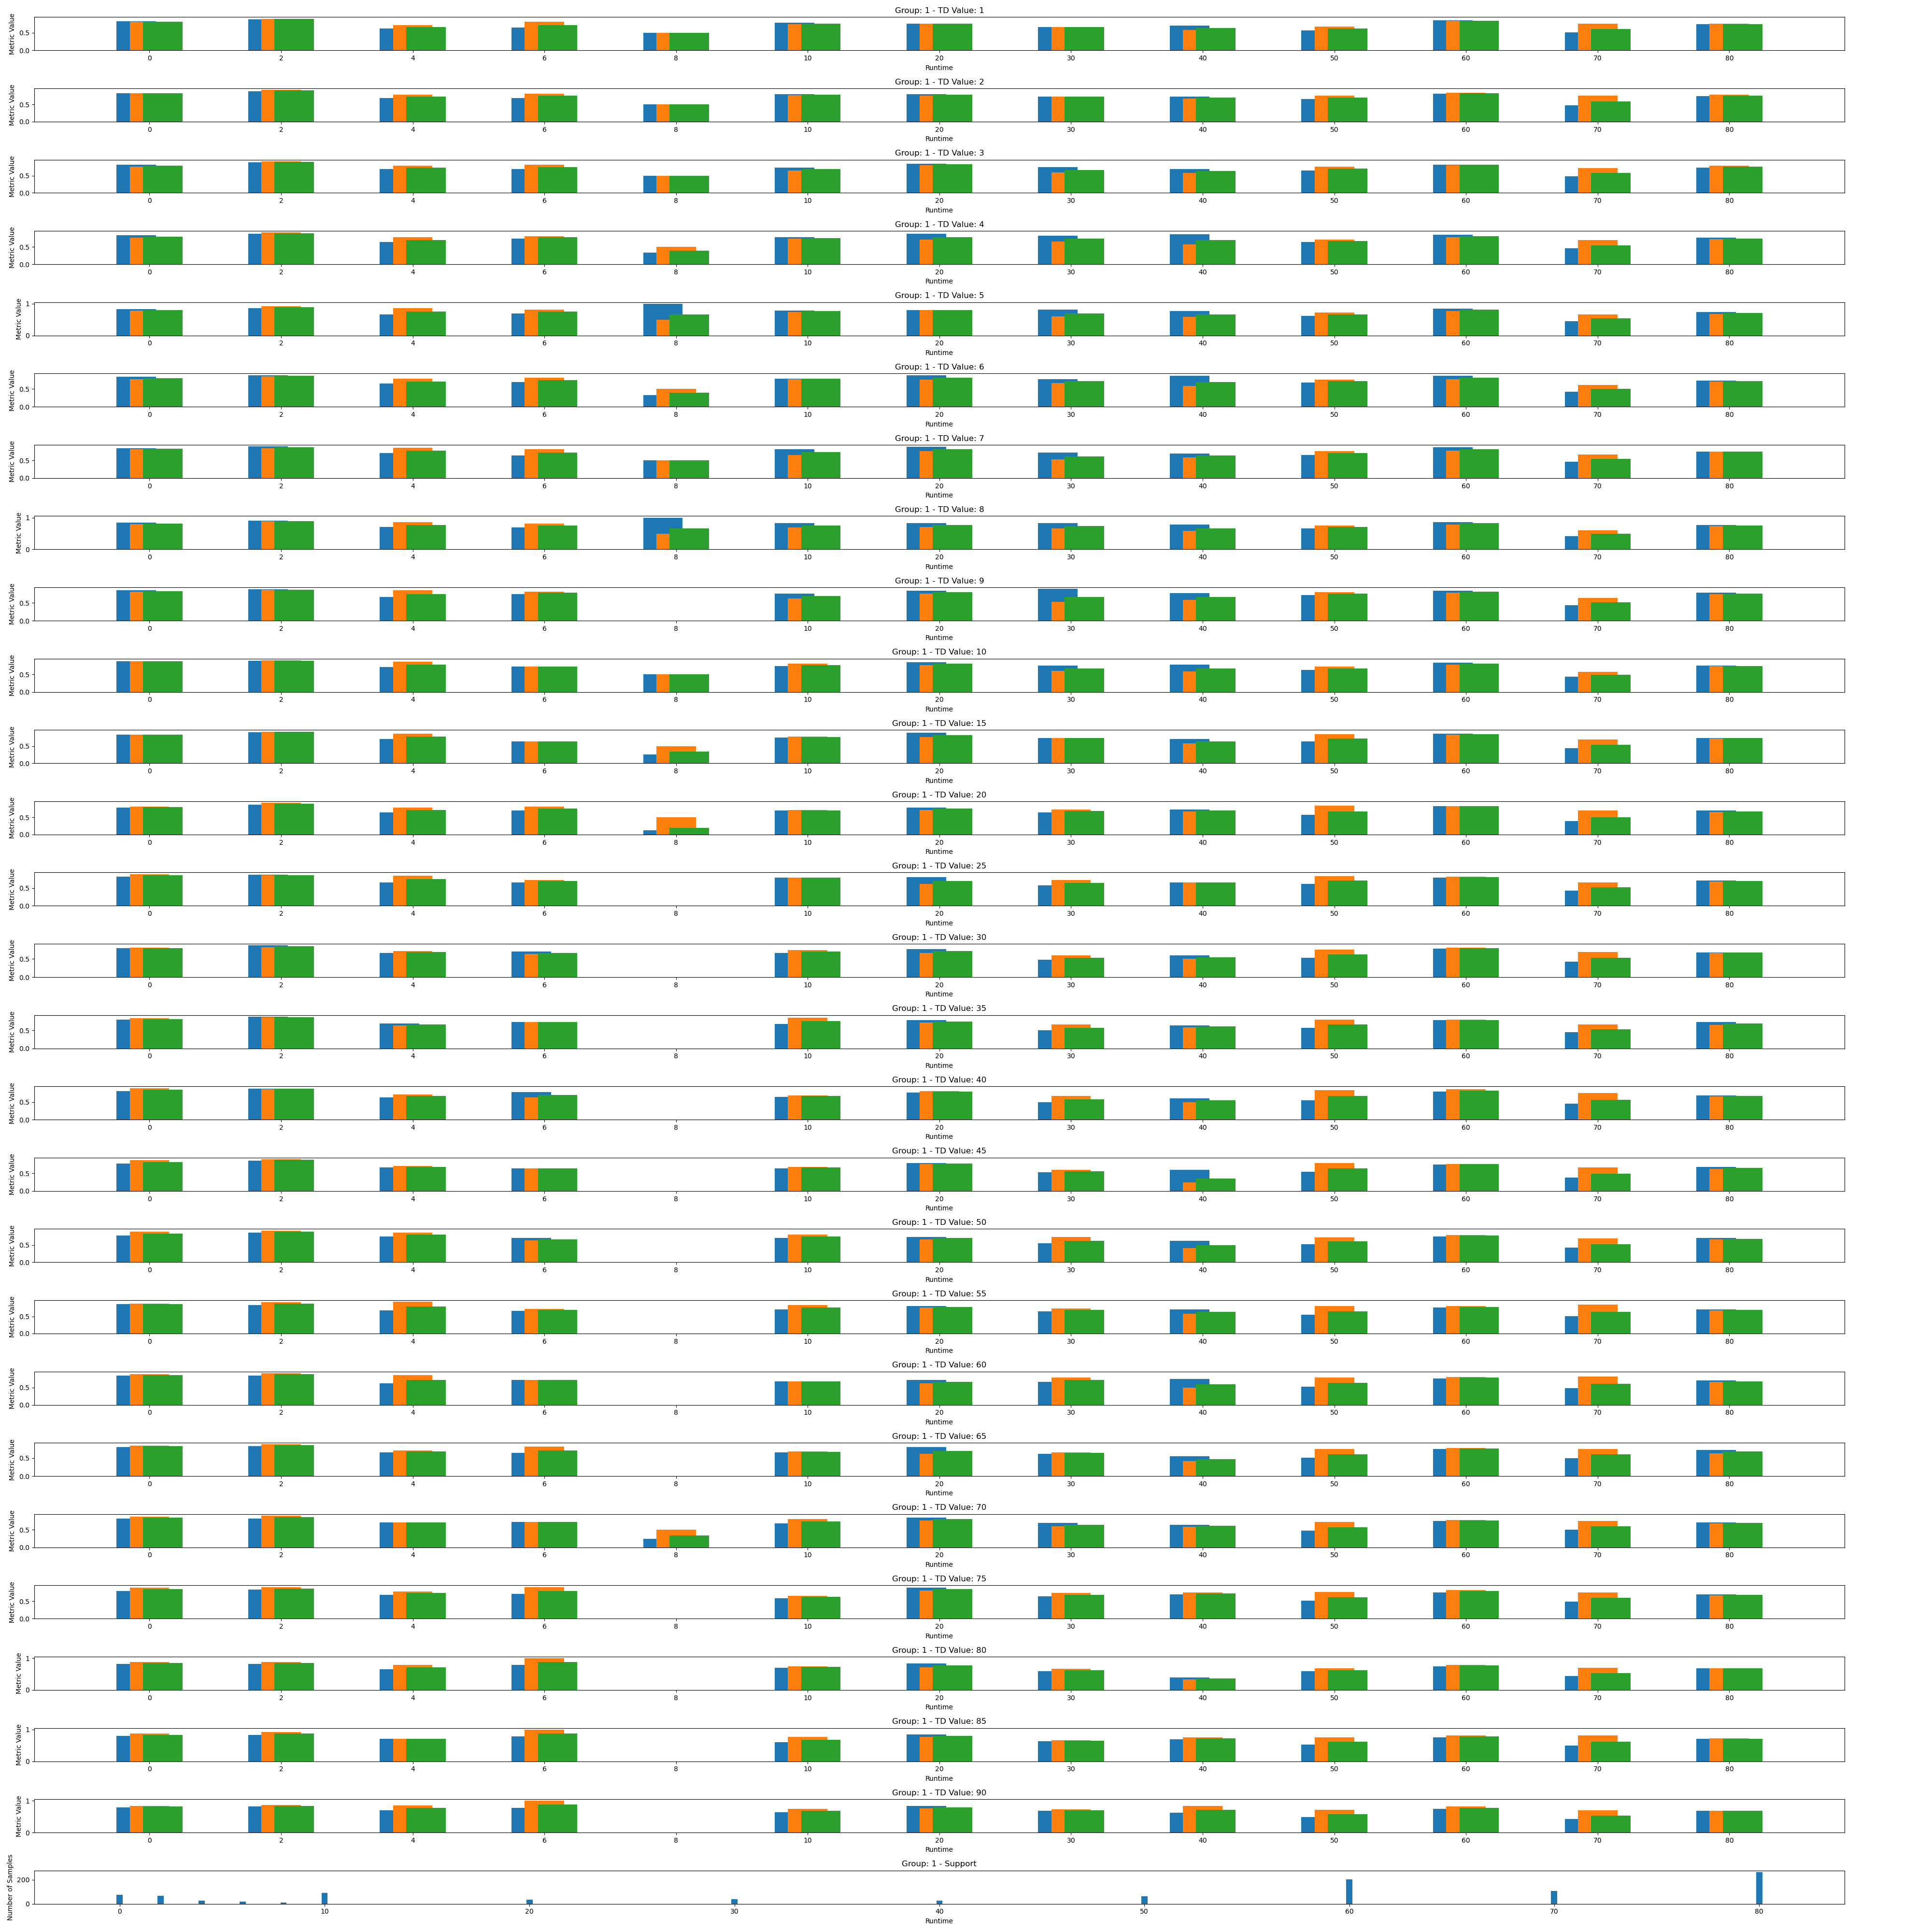 Group: 1 - TD Value: 1
Metric Value
0.5
0.0
0 2 4 6 8 10 20 30 40 50 60 70 80
Runtime
Group: 1 - TD Value: 2
Metric Value
0.5
0.0
0 2 4 6 8 10 20 30 40 50 60 70 80
Runtime
Group: 1 - TD Value: 3
Metric Value
0.5
0.0
0 2 4 6 8 10 20 30 40 50 60 70 80
Runtime
Group: 1 - TD Value: 4
Metric Value
0.5
0.0
0 2 4 6 8 10 20 30 40 50 60 70 80
Runtime
Group: 1 - TD Value: 5
Metric Value
1
0
0 2 4 6 8 10 20 30 40 50 60 70 80
Runtime
Group: 1 - TD Value: 6
Metric Value
0.5
0.0
0 2 4 6 8 10 20 30 40 50 60 70 80
Runtime
Group: 1 - TD Value: 7
Metric Value
0.5
0.0
0 2 4 6 8 10 20 30 40 50 60 70 80
Runtime
Group: 1 - TD Value: 8
Metric Value
1
0
0 2 4 6 8 10 20 30 40 50 60 70 80
Runtime
Group: 1 - TD Value: 9
Metric Value
0.5
0.0
0 2 4 6 8 10 20 30 40 50 60 70 80
Runtime
Group: 1 - TD Value: 10
Metric Value
0.5
0.0
0 2 4 6 8 10 20 30 40 50 60 70 80
Runtime
Group: 1 - TD Value: 15
Metric Value
0.5
0.0
0 2 4 6 8 10 20 30 40 50 60 70 80
Runtime
Group: 1 - TD Value: 20
Metric Value
0.5
0.0
0 2 4 6 8 10 20 30 40 50 60 70 80
Runtime
Group: 1 - TD Value: 25
Metric Value
0.5
0.0
0 2 4 6 8 10 20 30 40 50 60 70 80
Runtime
Group: 1 - TD Value: 30
Metric Value
0.5
0.0
0 2 4 6 8 10 20 30 40 50 60 70 80
Runtime
Group: 1 - TD Value: 35
Metric Value
0.5
0.0
0 2 4 6 8 10 20 30 40 50 60 70 80
Runtime
Group: 1 - TD Value: 40
Metric Value
0.5
0.0
0 2 4 6 8 10 20 30 40 50 60 70 80
Runtime
Group: 1 - TD Value: 45
Metric Value
0.5
0.0
0 2 4 6 8 10 20 30 40 50 60 70 80
Runtime
Group: 1 - TD Value: 50
Metric Value
0.5
0.0
0 2 4 6 8 10 20 30 40 50 60 70 80
Runtime
Group: 1 - TD Value: 55
Metric Value
0.5
0.0
0 2 4 6 8 10 20 30 40 50 60 70 80
Runtime
Group: 1 - TD Value: 60
Metric Value
0.5
0.0
0 2 4 6 8 10 20 30 40 50 60 70 80
Runtime
Group: 1 - TD Value: 65
Metric Value
0.5
0.0
0 2 4 6 8 10 20 30 40 50 60 70 80
Runtime
Group: 1 - TD Value: 70
Metric Value
0.5
0.0
0 2 4 6 8 10 20 30 40 50 60 70 80
Runtime
Group: 1 - TD Value: 75
Metric Value
0.5
0.0
0 2 4 6 8 10 20 30 40 50 60 70 80
Runtime
Group: 1 - TD Value: 80
Metric Value
1
0
0 2 4 6 8 10 20 30 40 50 60 70 80
Runtime
Group: 1 - TD Value: 85
Metric Value
1
0
0 2 4 6 8 10 20 30 40 50 60 70 80
Runtime
Group: 1 - TD Value: 90
Metric Value
1
0
0 2 4 6 8 10 20 30 40 50 60 70 80
Runtime
Group: 1 - Support
Number of Samples
200
0
0 10 20 30 40 50 60 70 80
Runtime